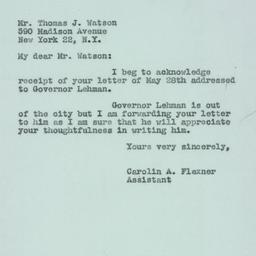 Mr. Thomas J. Watson
590 Madison Avenue
New York 22, N.Y.
My dear Mr. Watson:
I beg to acknowledge
receipt of your letter of May 28th addressed
to Governor Lehman.
Governor Lehman is out
of the city but I am forwarding your letter
to him as I am sure that he will appreciate
your thoughtfulness in writing him.
Yours very sincerely,
Carolin A. Flexner
Assistant